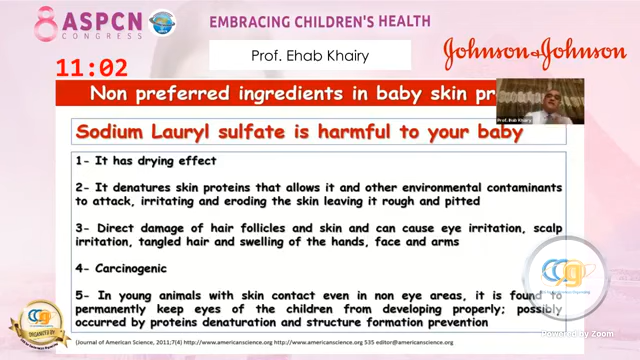 8 ASPCN
CONGRESS
EMBRACING CHILDREN'S HEALTH
Prof. Ehab Khairy
Johnson & Johnson
11:02
Non preferred ingredients in baby skin pr
Prof. Ehab Khairy
Sodium Lauryl sulfate is harmful to your baby
1- It has drying effect
2- It denatures skin proteins that allows it and other environmental contaminants
to attack, irritating and eroding the skin leaving it rough and pitted
3- Direct damage of hair follicles and skin and can cause eye irritation, scalp
irritation, tangled hair and swelling of the hands, face and arms
4- Carcinogenic
5- In young animals with skin contact even in non eye areas, it is found to
permanently keep eyes of the children from developing properly; possibly
occurred by proteins denaturation and structure formation prevention
(Journal of American Science, 2011;7(4) http://www.americanscience.org http://www.americanscience.org 535 editor@americanscience.org
ORGANIZED BY
Powered by Zoom